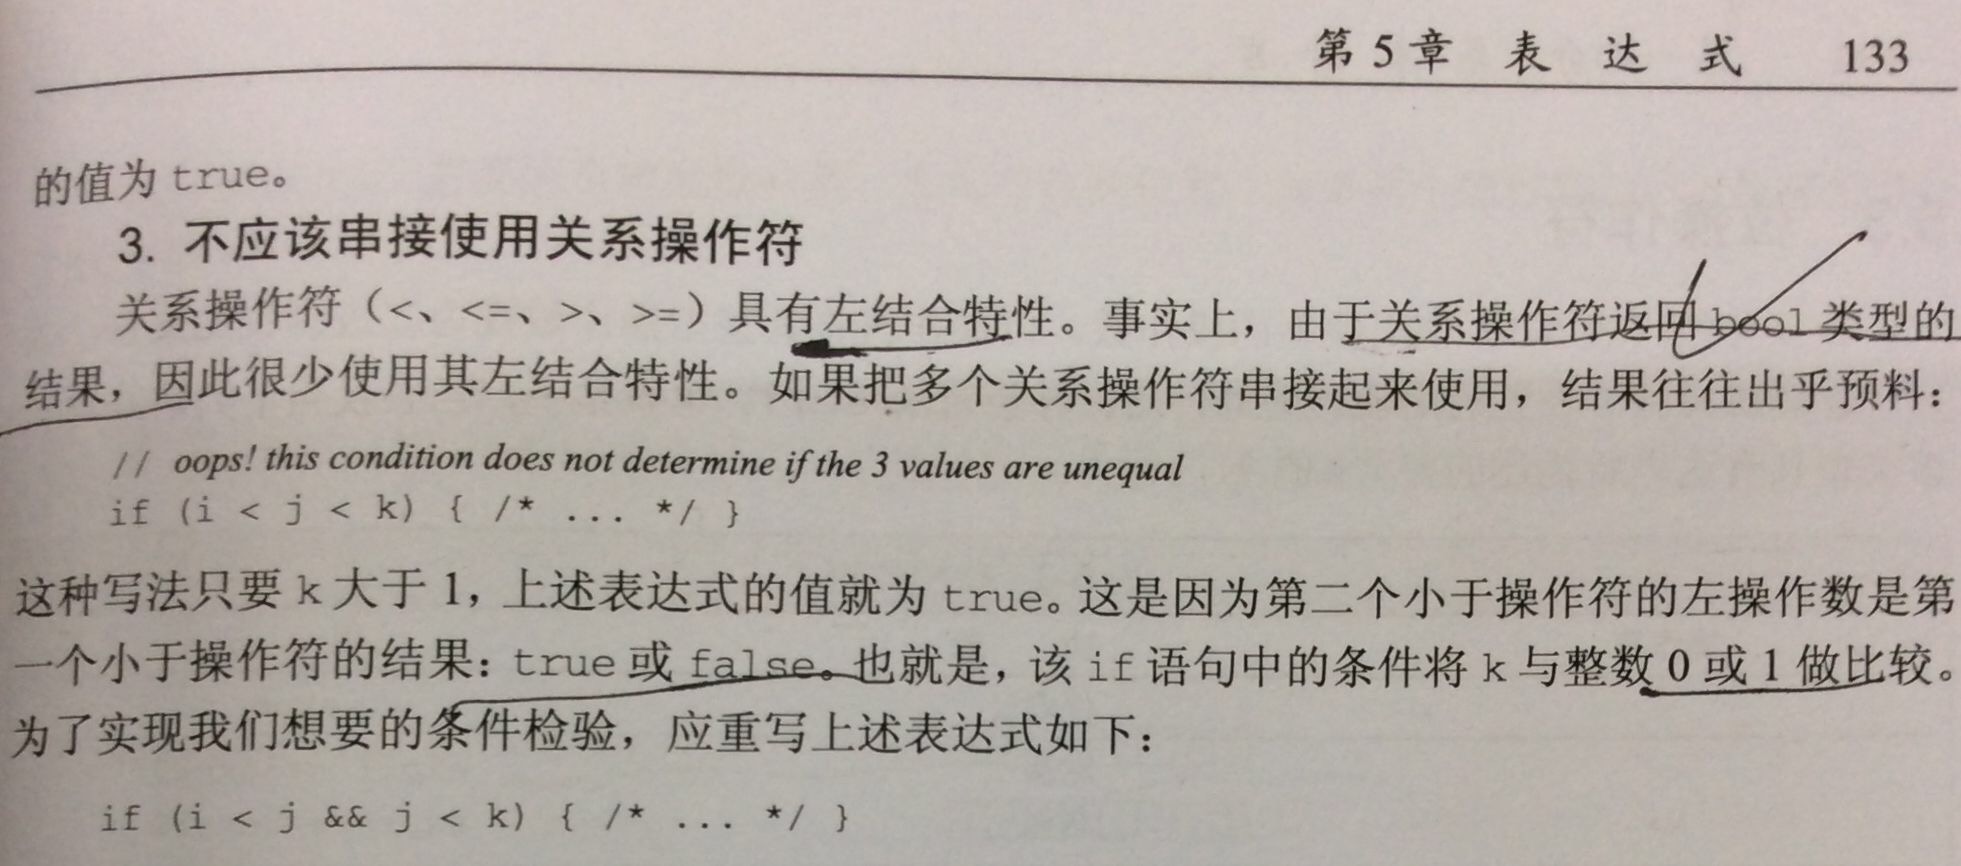 第5章 表 达 式 133
的值为 true。
3. 不应该串接使用关系操作符
关系操作符（<、<=、>、>=）具有左结合特性。事实上，由于关系操作符返回 bool 类型的
结果，因此很少使用其左结合特性。如果把多个关系操作符串接起来使用，结果往往出乎预料：
// oops! this condition does not determine if the 3 values are unequal
if (i < j < k) { /* ... */ }
这种写法只要 k 大于 1，上述表达式的值就为 true。这是因为第二个小于操作符的左操作数是第
一个小于操作符的结果：true 或 false。也就是，该 if 语句中的条件将 k 与整数 0 或 1 做比较。
为了实现我们想要的条件检验，应重写上述表达式如下：
if (i < j && j < k) { /* ... */ }